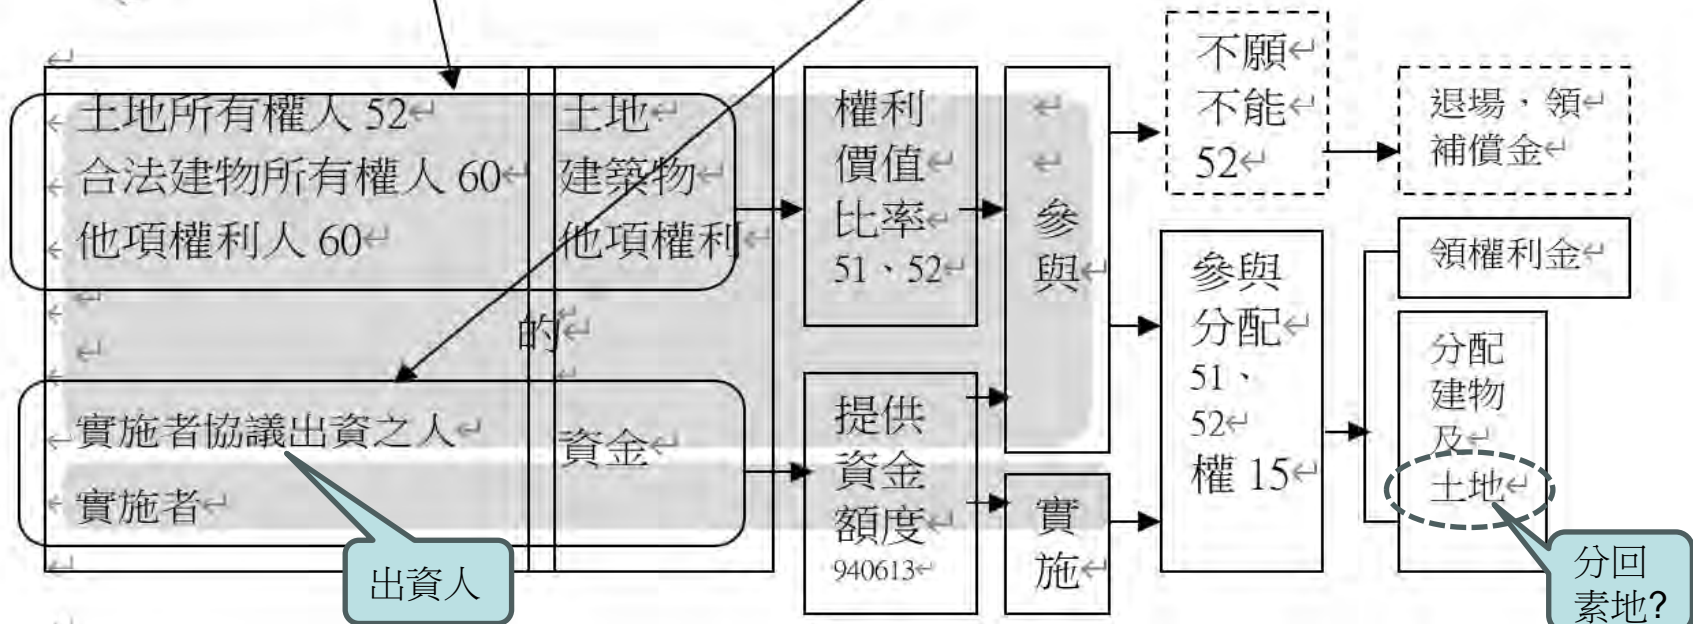 土地所有權人 52
合法建物所有權人 60
他項權利人 60
土地
建築物
他項權利
的
實施者協議出資之人
實施者
資金
出資人
權利
價值
比率
51、52
提供
資金
額度
940613
參
與
實
施
不願
不能
52
退場，領
補償金
參與
分配
51、
52
權 15
領權利金
分配
建物
及
土地
分回
素地?